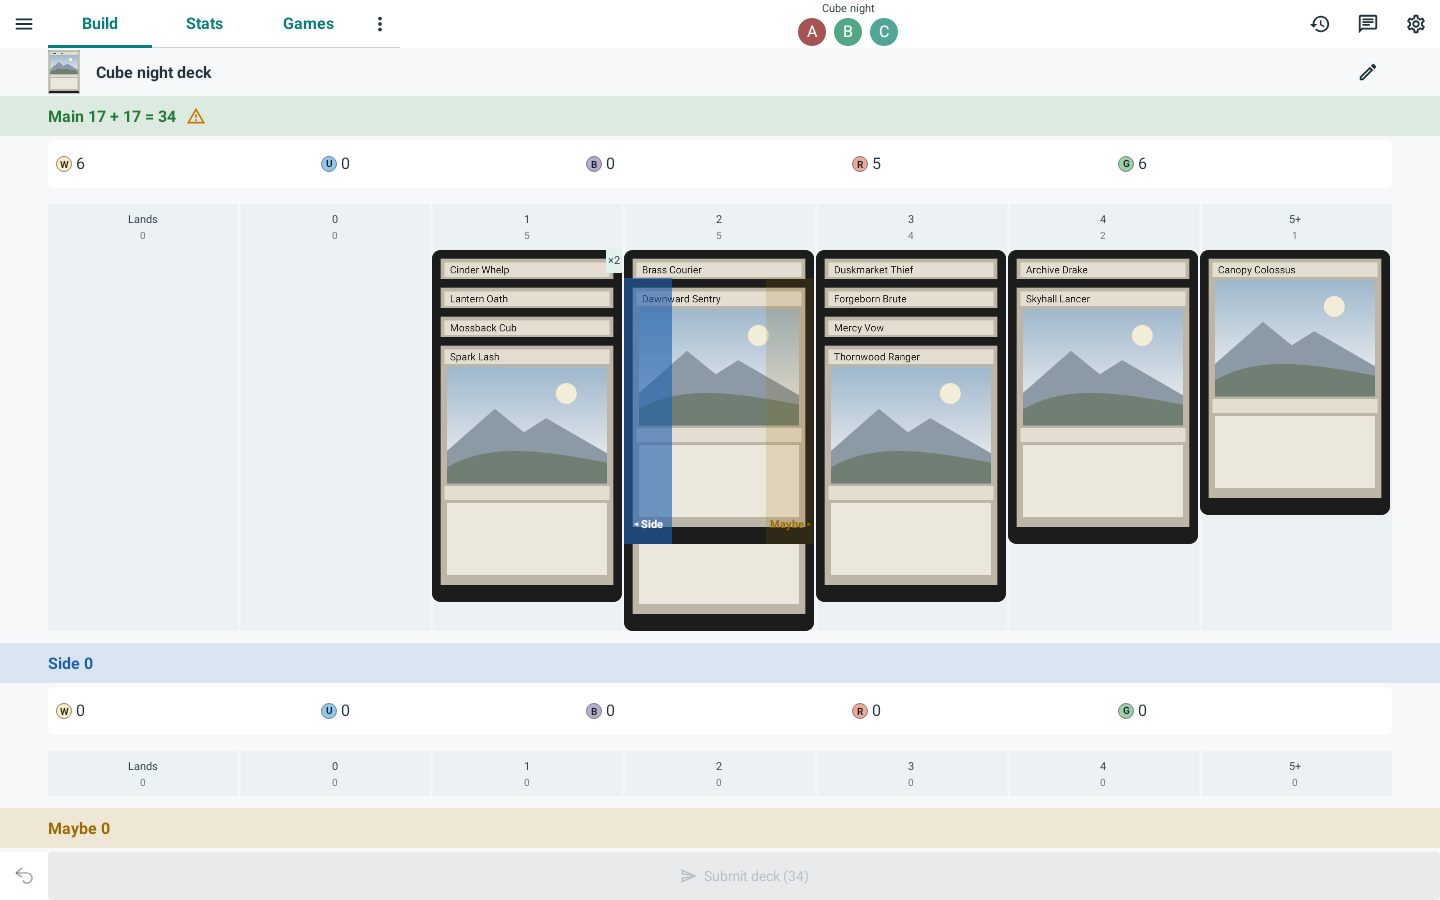 Build
Stats
Games
Cube night
A
B
C
Cube night deck
Main 17 + 17 = 34
W 6
U 0
B 0
R 5
G 6
Lands
0
0
0
1
5
2
5
3
4
4
2
5+
1
×2
Cinder Whelp
Lantern Oath
Mossback Cub
Spark Lash
Brass Courier
Dawnward Sentry
Side
Maybe
Duskmarket Thief
Forgeborn Brute
Mercy Vow
Thornwood Ranger
Archive Drake
Skyhall Lancer
Canopy Colossus
Side 0
W 0
U 0
B 0
R 0
G 0
Lands
0
0
0
1
0
2
0
3
0
4
0
5+
0
Maybe 0
Submit deck (34)